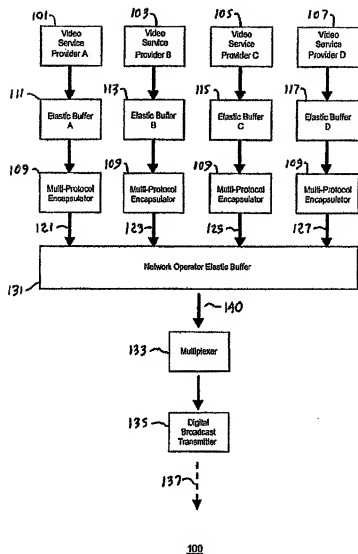 101
103
105
107
Video
Service
Provider A
Video
Service
Provider B
Video
Service
Provider C
Video
Service
Provider D
111
113
115
117
Elastic Buffer
A
Elastic Buffer
B
Elastic Buffer
C
Elastic Buffer
D
109
109
109
109
Multi-Protocol
Encapsulator
Multi-Protocol
Encapsulator
Multi-Protocol
Encapsulator
Multi-Protocol
Encapsulator
121
123
125
127
Network Operator Elastic Buffer
131
140
133
Multiplexer
135
Digital
Broadcast
Transmitter
137
100